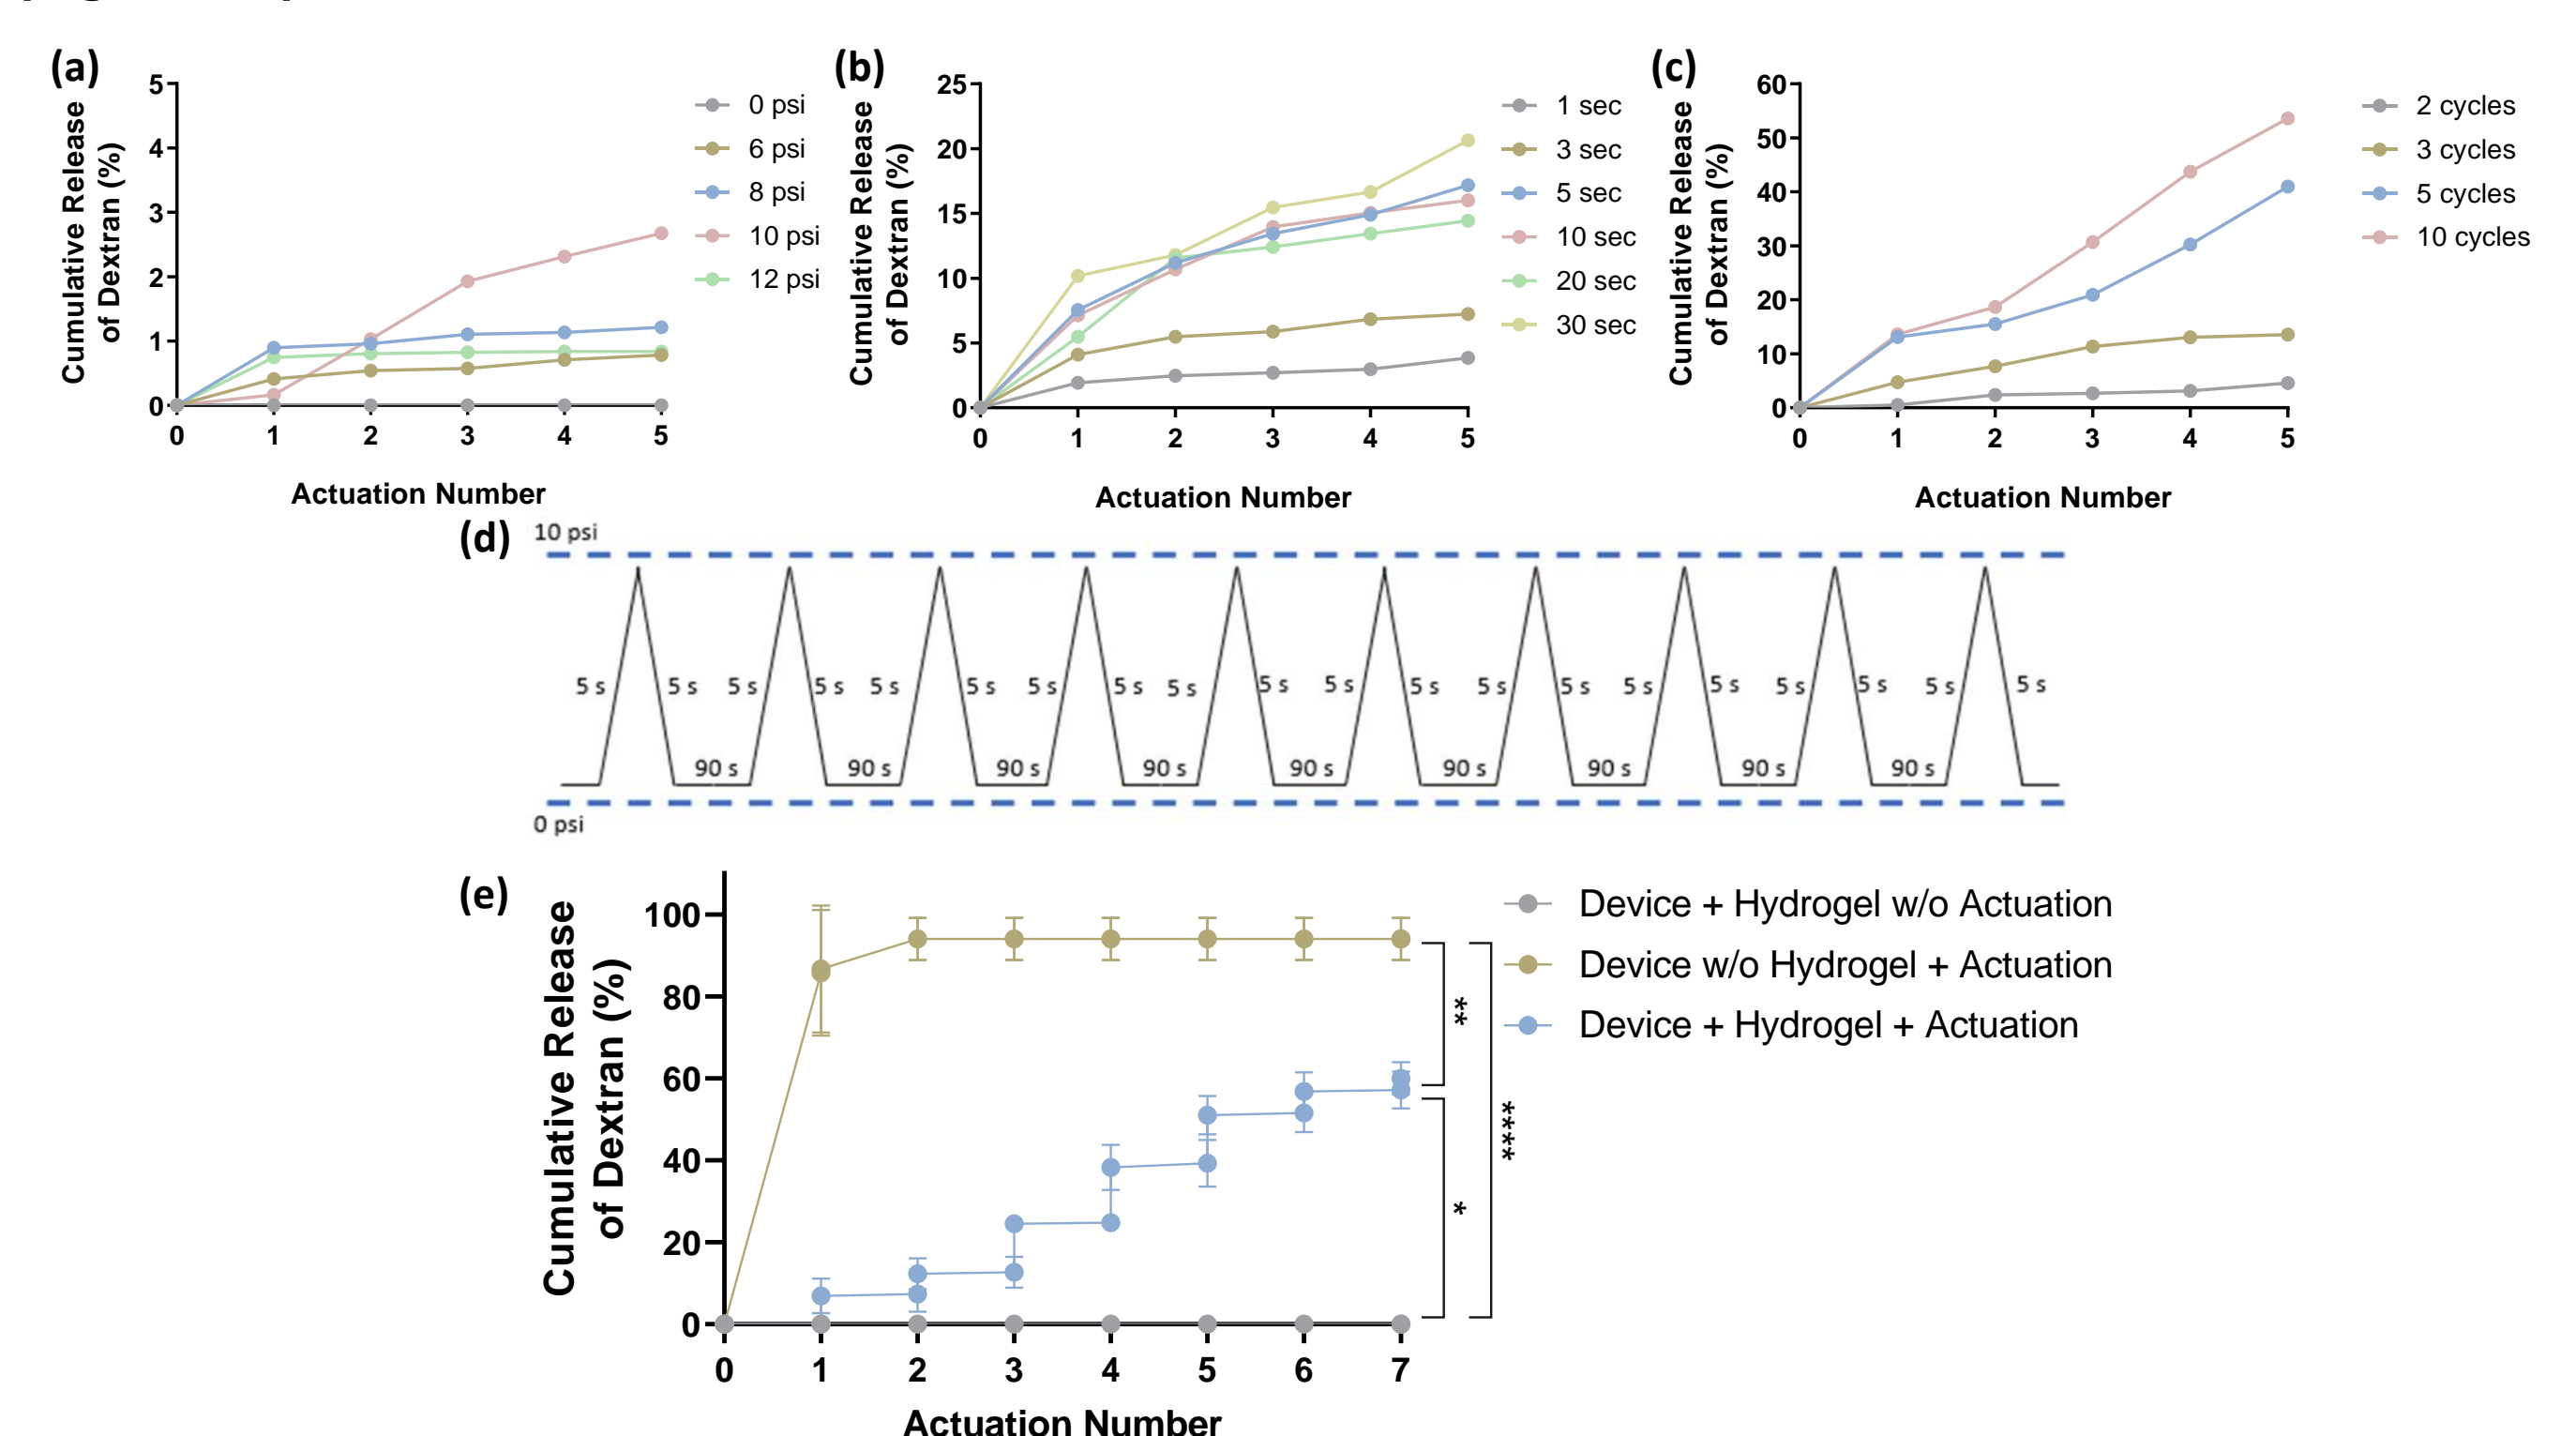 (a)
Cumulative Release
of Dextran (%)
5
4
3
2
1
0
0 1 2 3 4 5
Actuation Number
0 psi
6 psi
8 psi
10 psi
12 psi
(b)
Cumulative Release
of Dextran (%)
25
20
15
10
5
0
0 1 2 3 4 5
Actuation Number
1 sec
3 sec
5 sec
10 sec
20 sec
30 sec
(c)
Cumulative Release
of Dextran (%)
60
50
40
30
20
10
0
0 1 2 3 4 5
Actuation Number
2 cycles
3 cycles
5 cycles
10 cycles
(d)
10 psi
5 s 5 s 5 s 5 s 5 s 5 s 5 s 5 s 5 s 5 s 5 s 5 s 5 s 5 s 5 s 5 s 5 s 5 s 5 s 5 s
90 s 90 s 90 s 90 s 90 s 90 s 90 s 90 s 90 s
0 psi
(e)
Cumulative Release
of Dextran (%)
100
80
60
40
20
0
0 1 2 3 4 5 6 7
Actuation Number
**
*
****
Device + Hydrogel w/o Actuation
Device w/o Hydrogel + Actuation
Device + Hydrogel + Actuation